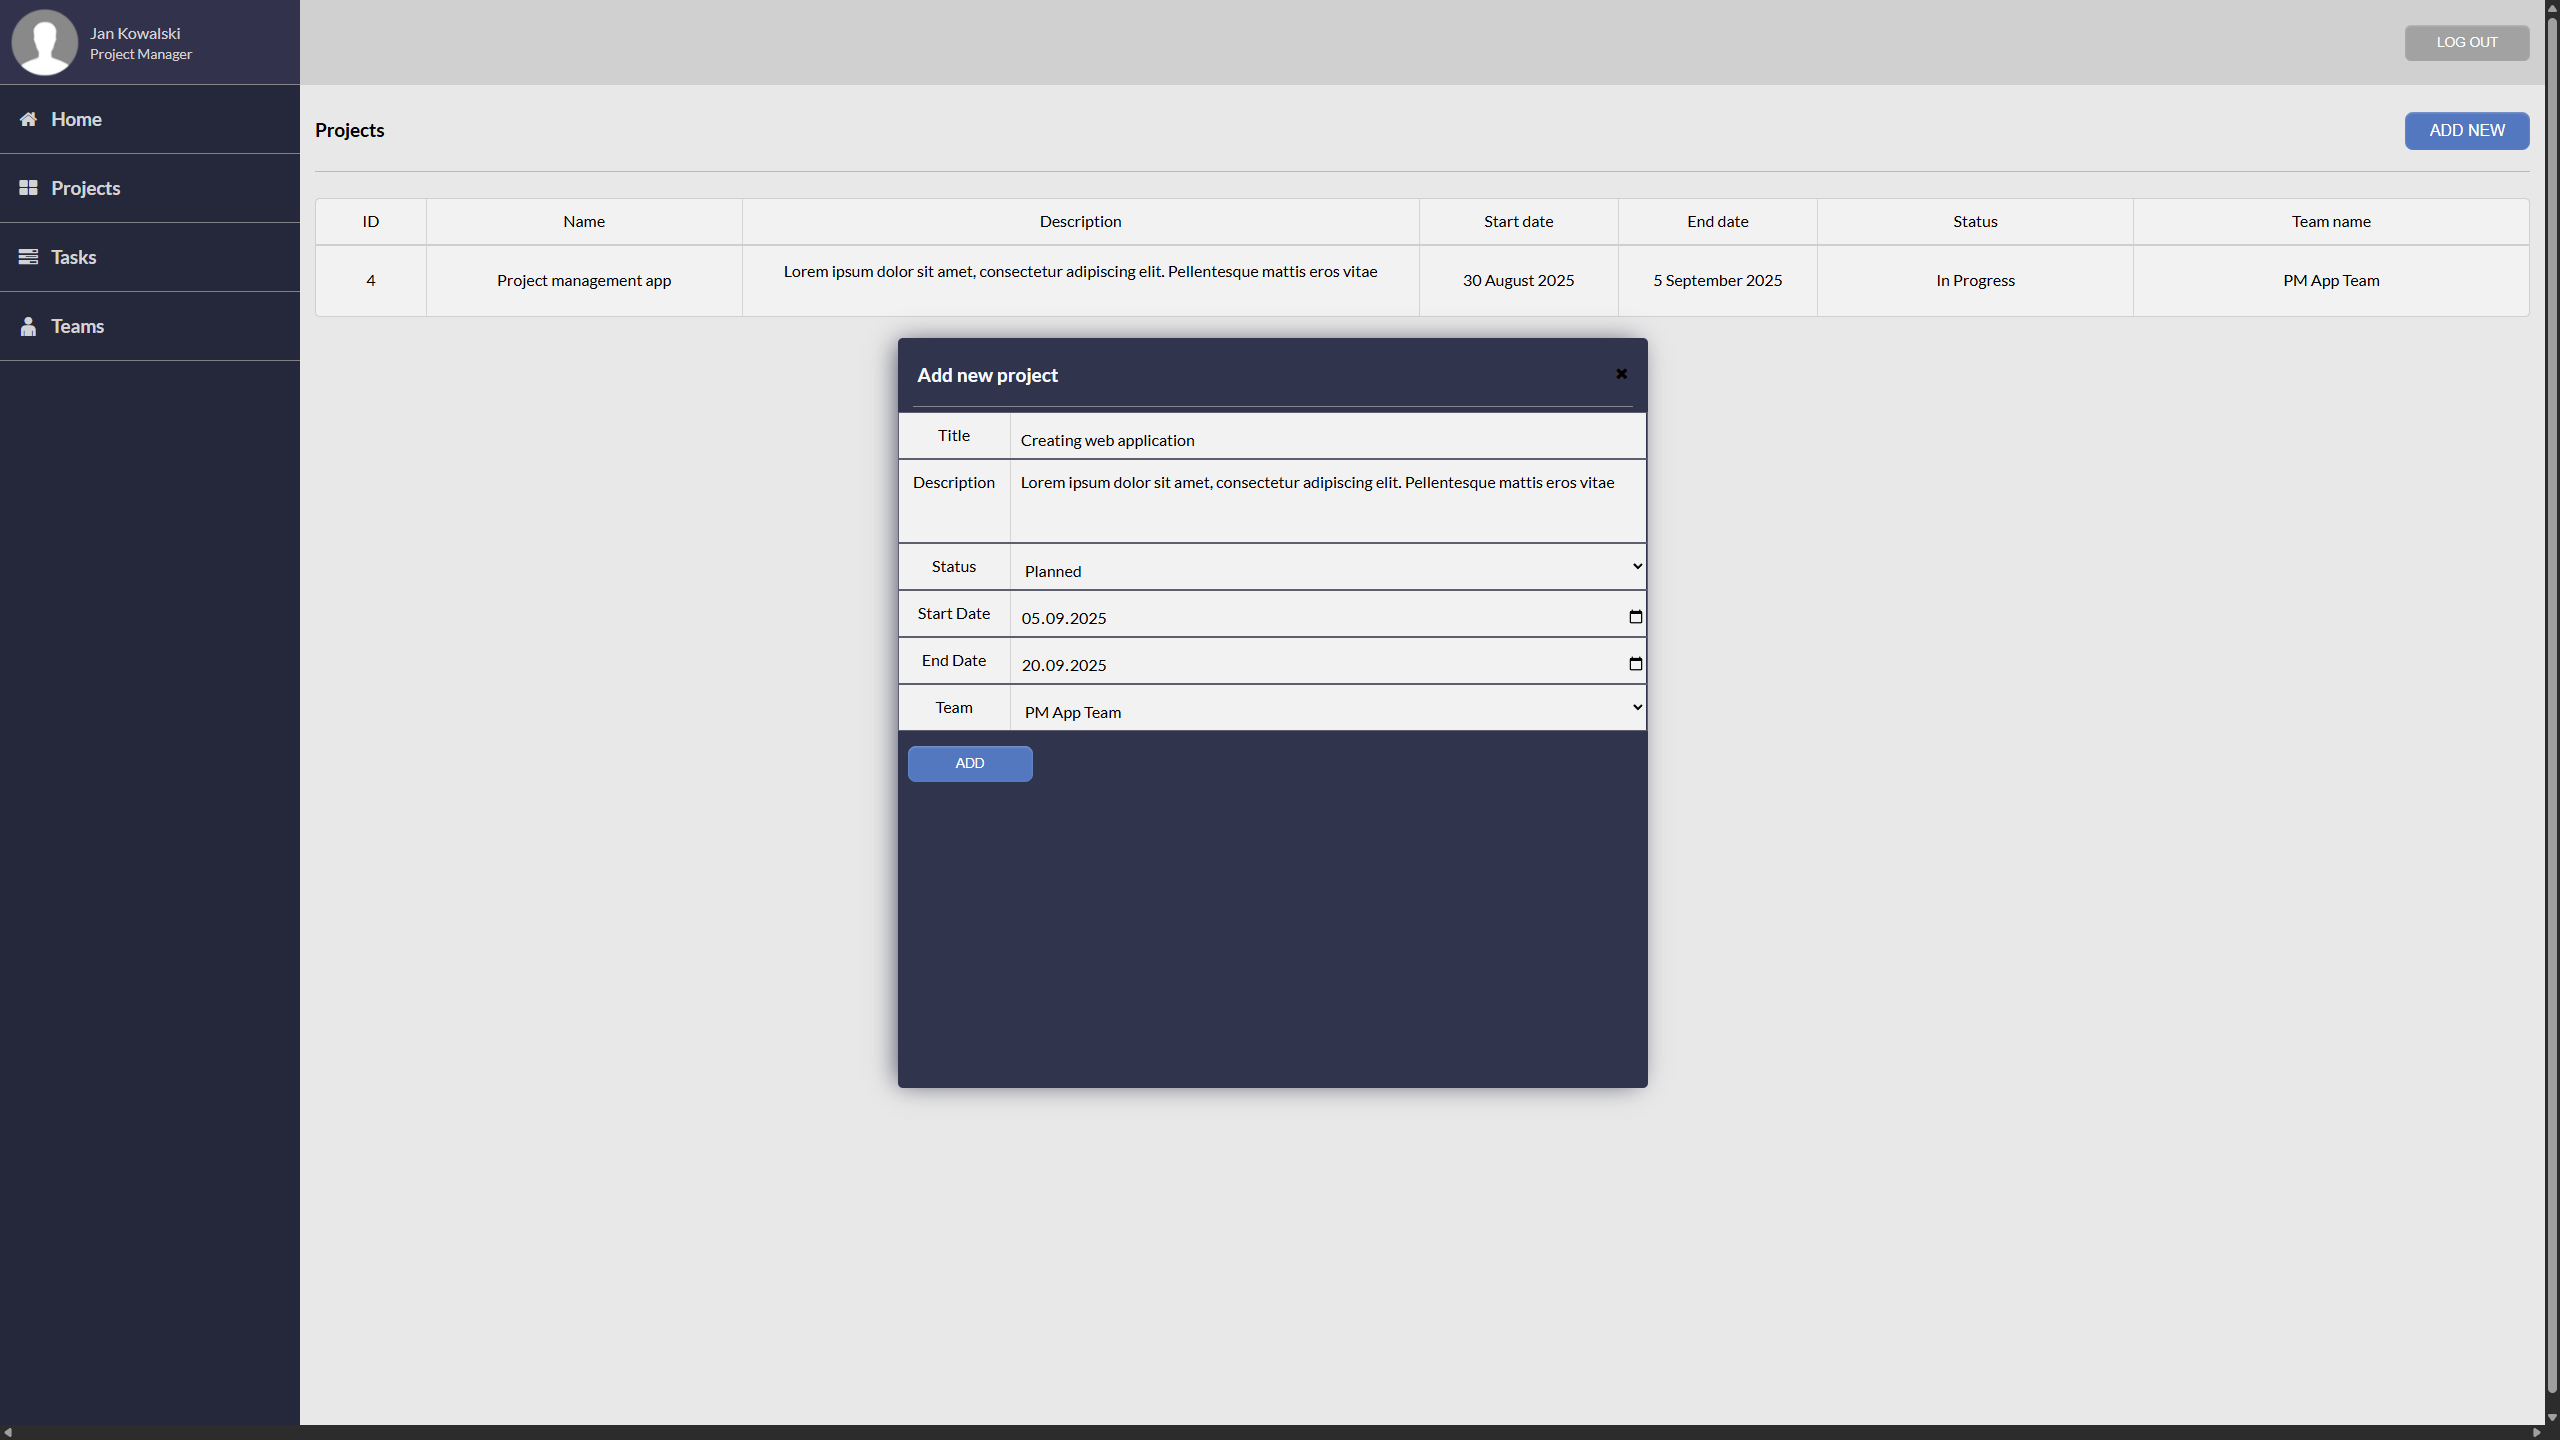 Jan Kowalski
Project Manager
LOG OUT
Home
Projects
Tasks
Teams
Projects
ADD NEW
ID Name Description Start date End date Status Team name
4 Project management app Lorem ipsum dolor sit amet, consectetur adipiscing elit. Pellentesque mattis eros vitae 30 August 2025 5 September 2025 In Progress PM App Team
Add new project
Title Creating web application
Description Lorem ipsum dolor sit amet, consectetur adipiscing elit. Pellentesque mattis eros vitae
Status Planned
Start Date 05.09.2025
End Date 20.09.2025
Team PM App Team
ADD